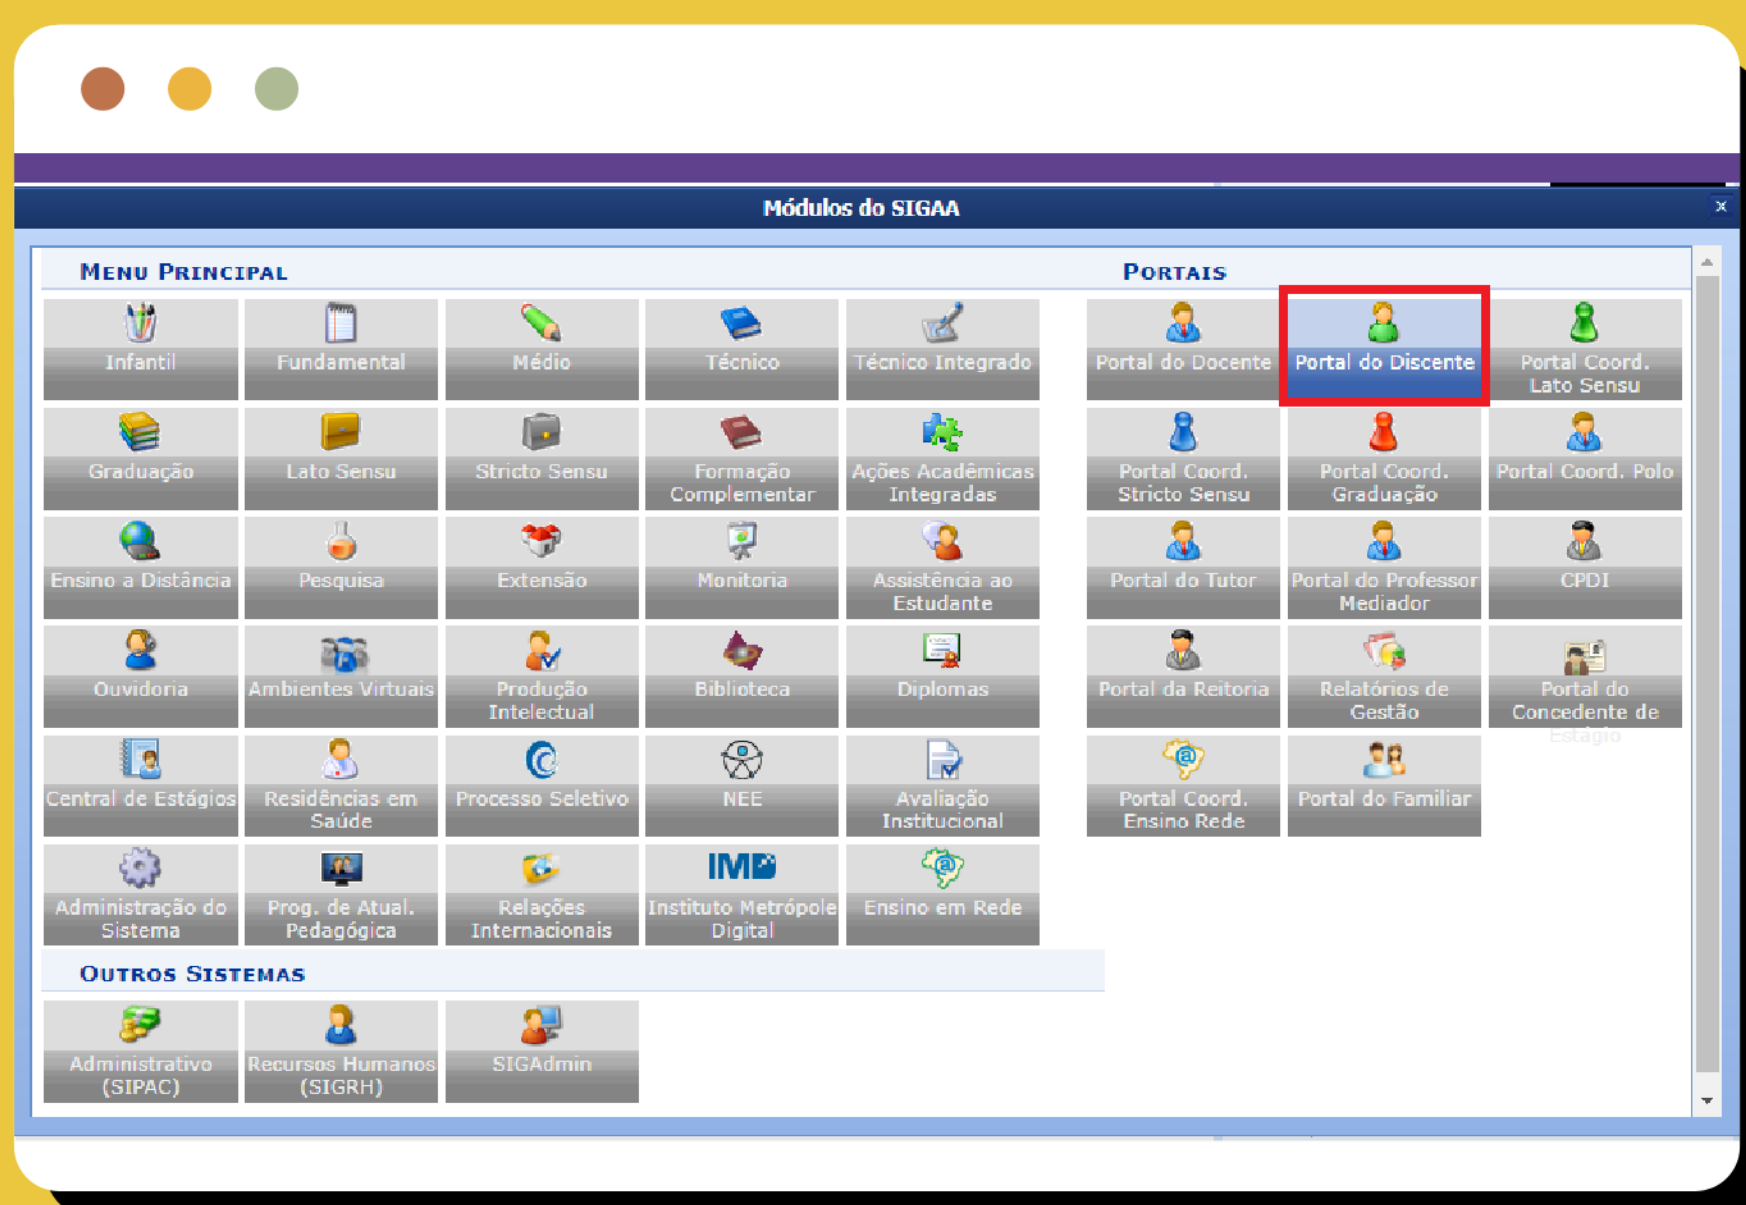 Módulos do SIGAA
x
MENU PRINCIPAL
Infantil
Fundamental
Médio
Técnico
Técnico Integrado
Graduação
Lato Sensu
Stricto Sensu
Formação
Complementar
Ações Acadêmicas
Integradas
Ensino a Distância
Pesquisa
Extensão
Monitoria
Assistência ao
Estudante
Ouvidoria
Ambientes Virtuais
Produção
Intelectual
Biblioteca
Diplomas
Central de Estágios
Residências em
Saúde
Processo Seletivo
NEE
Avaliação
Institucional
Administração do
Sistema
Prog. de Atual.
Pedagógica
Relações
Internacionais
IMD
Instituto Metrópole
Digital
Ensino em Rede
PORTAIS
Portal do Docente
Portal do Discente
Portal Coord.
Lato Sensu
Portal Coord.
Stricto Sensu
Portal Coord.
Graduação
Portal Coord. Polo
Portal do Tutor
Portal do Professor
Mediador
CPDI
Portal da Reitoria
Relatórios de
Gestão
Portal do
Concedente de
Estágio
Portal Coord.
Ensino Rede
Portal do Familiar
OUTROS SISTEMAS
Administrativo
(SIPAC)
Recursos Humanos
(SIGRH)
SIGAdmin